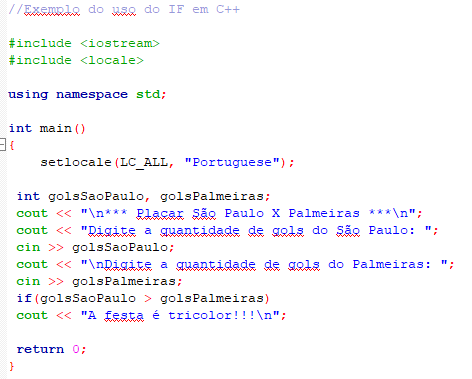 //Exemplo do uso do IF em C++
#include <iostream>
#include <locale>
using namespace std;
int main()
{
setlocale(LC_ALL, "Portuguese");
int golsSaoPaulo, golsPalmeiras;
cout << "\n*** Placar São Paulo X Palmeiras ***\n";
cout << "Digite a quantidade de gols do São Paulo: ";
cin >> golsSaoPaulo;
cout << "\nDigite a quantidade de gols do Palmeiras: ";
cin >> golsPalmeiras;
if(golsSaoPaulo > golsPalmeiras)
cout << "A festa é tricolor!!!\n";
return 0;
}